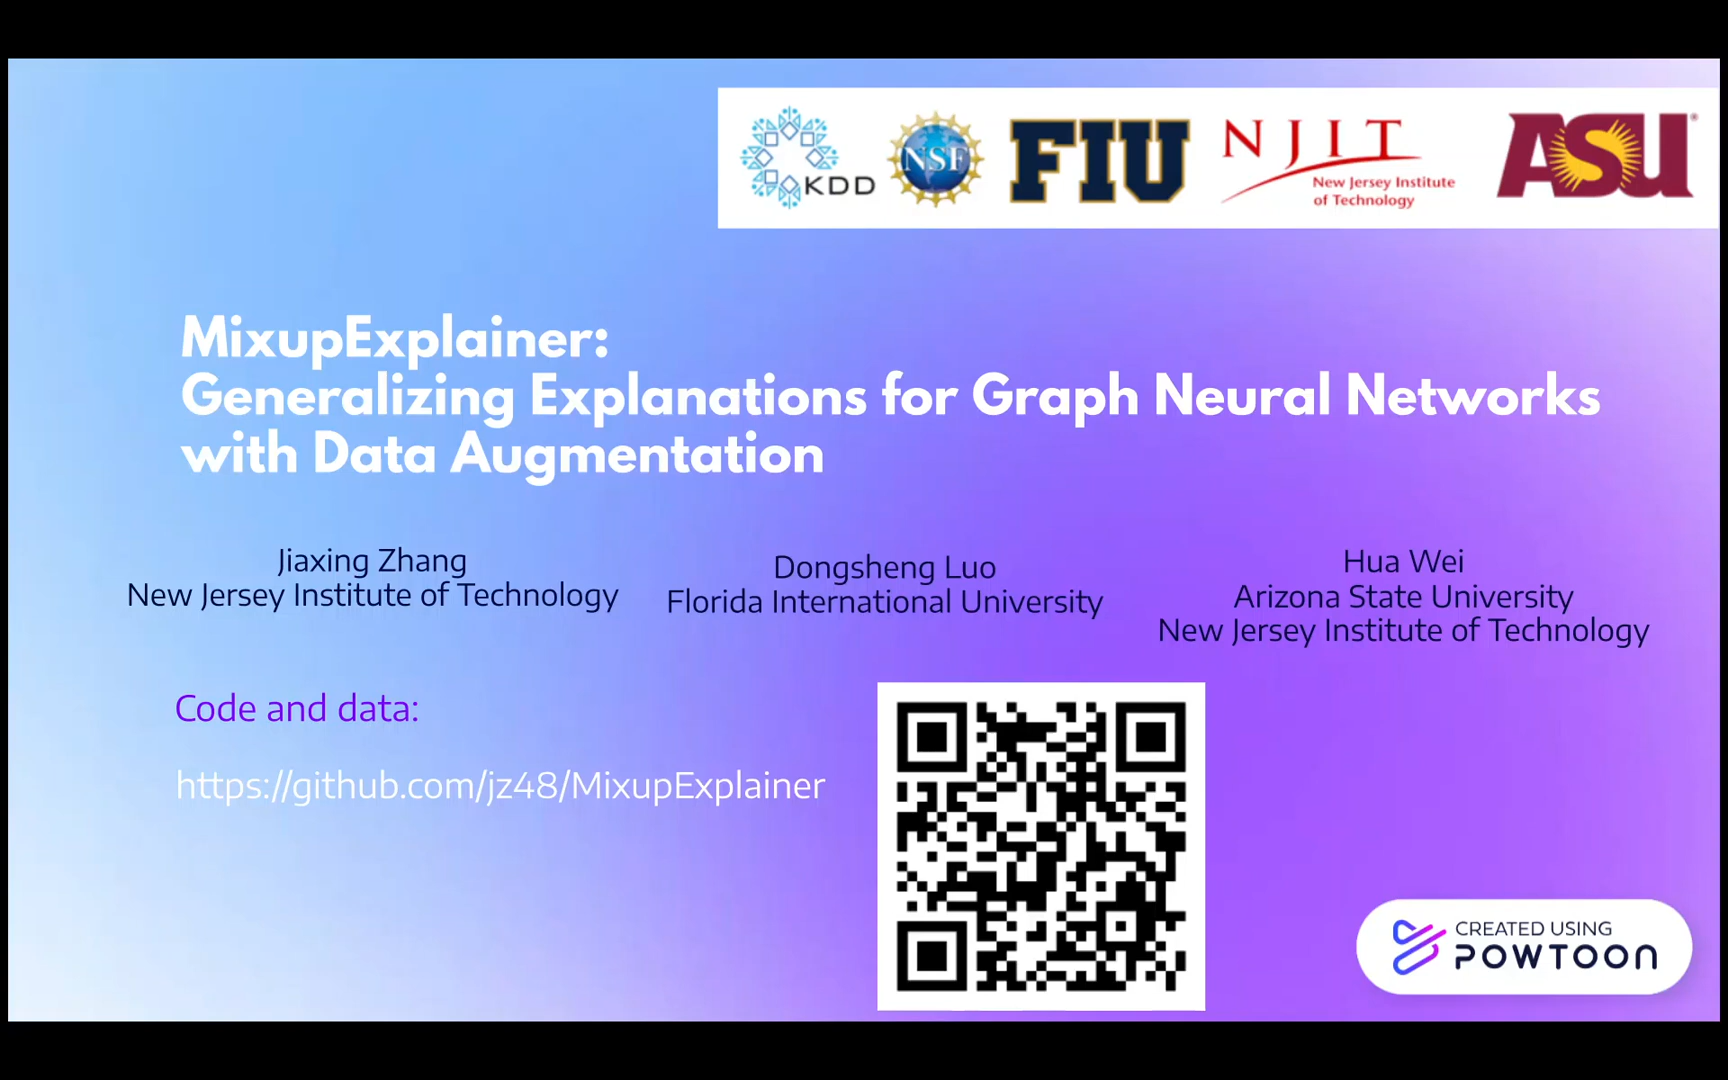 KDD
NSF
FIU
NJIT
New Jersey Institute
of Technology
ASU
MixupExplainer:
Generalizing Explanations for Graph Neural Networks
with Data Augmentation
Jiaxing Zhang
New Jersey Institute of Technology
Dongsheng Luo
Florida International University
Hua Wei
Arizona State University
New Jersey Institute of Technology
Code and data:
https://github.com/jz48/MixupExplainer
CREATED USING
POWTOON